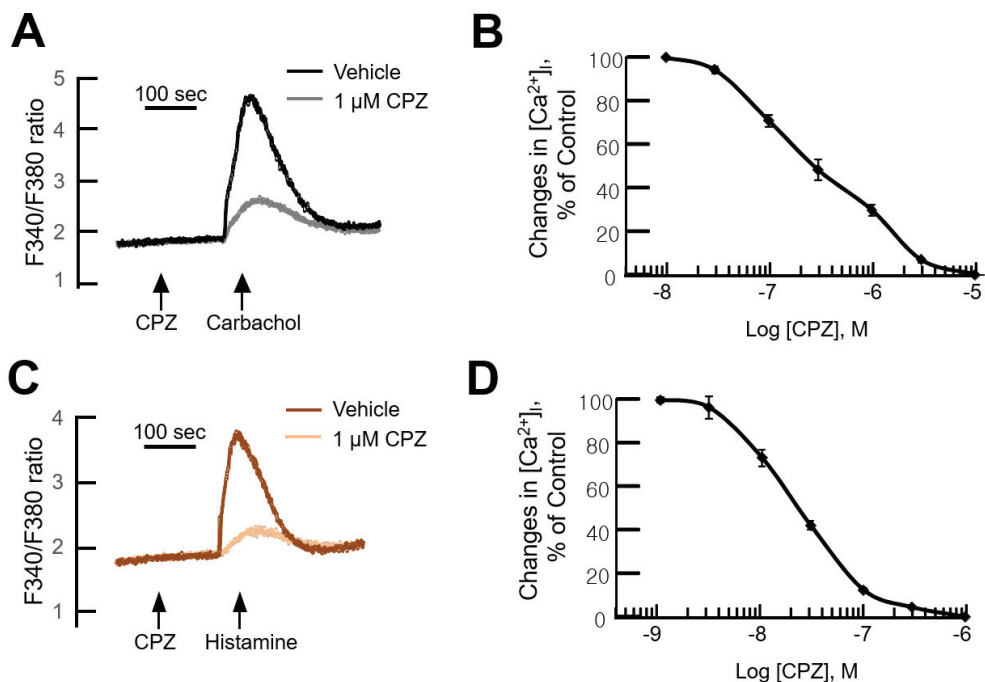 A
5
4
3
2
1
F340/F380 ratio
100 sec
Vehicle
1 µM CPZ
CPZ
Carbachol
B
100
80
60
40
20
0
Changes in [Ca²⁺]ᵢ,
% of Control
-8
-7
-6
-5
Log [CPZ], M
C
4
3
2
1
F340/F380 ratio
100 sec
Vehicle
1 µM CPZ
CPZ
Histamine
D
100
80
60
40
20
0
Changes in [Ca²⁺]ᵢ,
% of Control
-9
-8
-7
-6
Log [CPZ], M